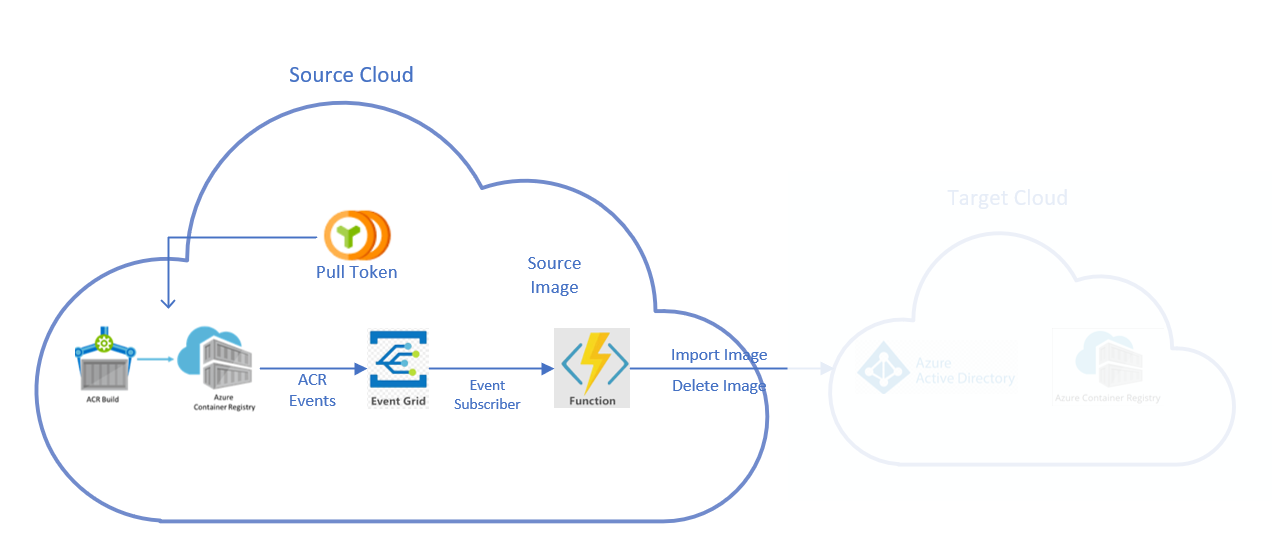 Source Cloud
Target Cloud
Pull Token
Source
Image
Import Image
Delete Image
Azure
Active Directory
ACR Build
Azure
Container Registry
ACR
Events
Event Grid
Event
Subscriber
Function
Azure Container Registry